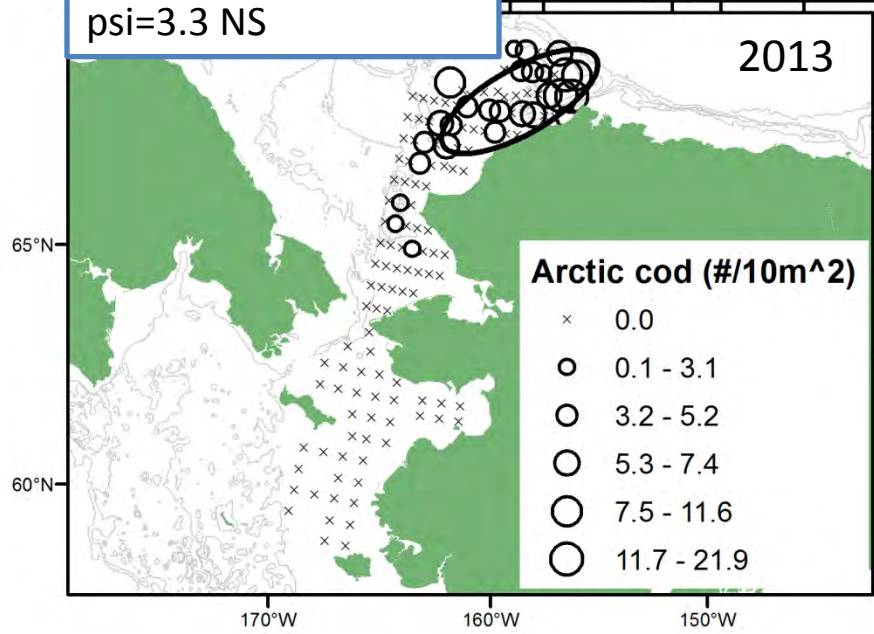 psi=3.3 NS
2013
65°N
60°N
Arctic cod (#/10m^2)
0.0
0.1 - 3.1
3.2 - 5.2
5.3 - 7.4
7.5 - 11.6
11.7 - 21.9
170°W
160°W
150°W